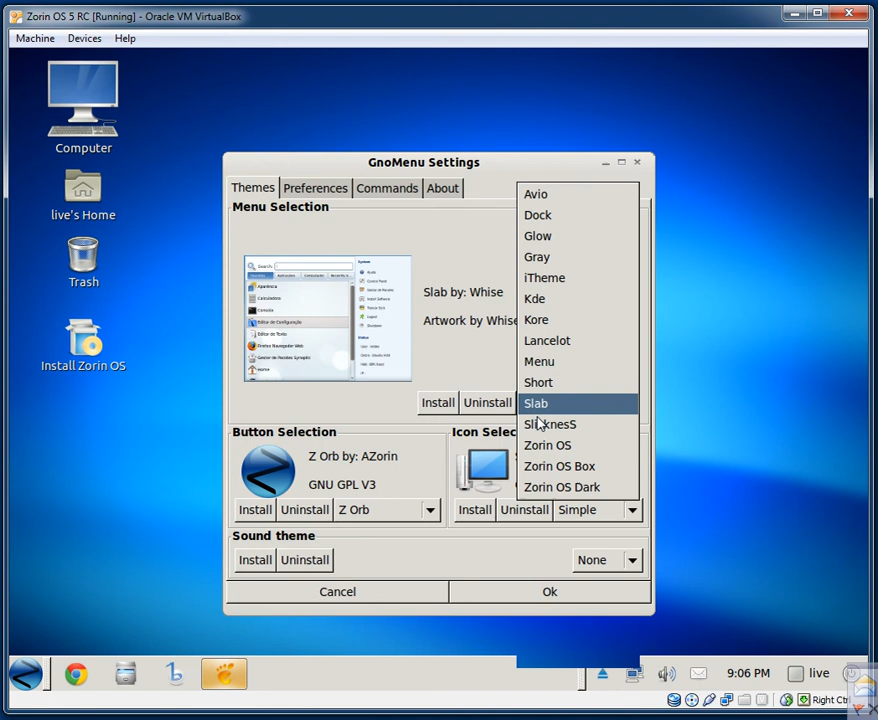 Zorin OS 5 RC [Running] - Oracle VM VirtualBox
Machine Devices Help
Computer
live's Home
Trash
Install Zorin OS
GnoMenu Settings
Themes Preferences Commands About
Menu Selection
Search:
Slab by: Whise
Artwork by Whise
Install Uninstall
Avio
Dock
Glow
Gray
iTheme
Kde
Kore
Lancelot
Menu
Short
Slab
SlicknesS
Zorin OS
Zorin OS Box
Zorin OS Dark
Button Selection
Z Orb by: AZorin
GNU GPL V3
Install Uninstall Z Orb
Icon Selec
Install Uninstall Simple
Sound theme
Install Uninstall None
Cancel Ok
9:06 PM live
Right Ctrl